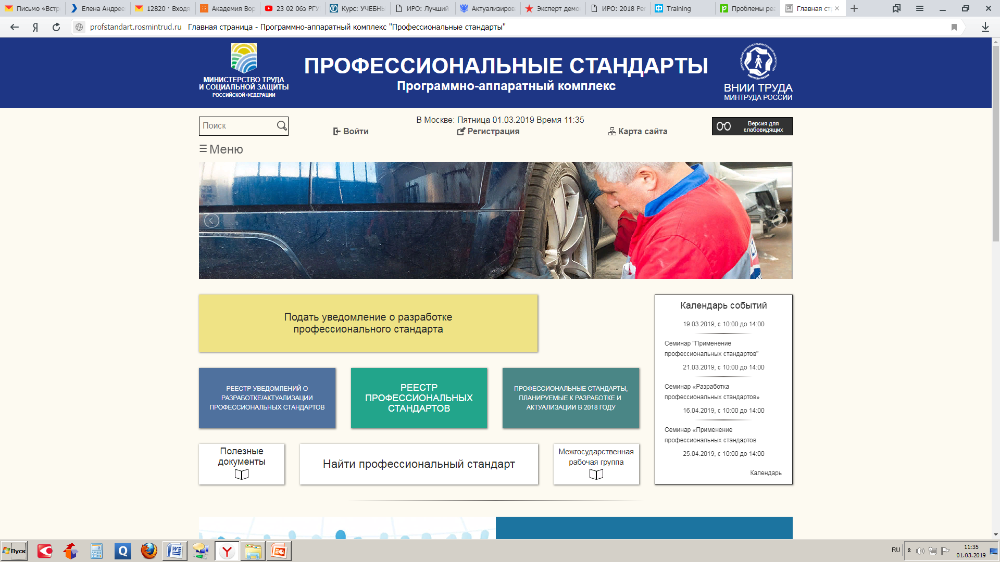 Письмо «Встр
Елена Андрее
12820 · Входя
Академия Вор
23 02 06э РГУ
Курс: УЧЕБНЬ
ИРО: Лучший
Актуализиров
Эксперт демо
ИРО: 2018 Рег
Training
Проблемы реа
Главная стр
profstandart.rosmintrud.ru Главная страница - Программно-аппаратный комплекс "Профессиональные стандарты"
МИНИСТЕРСТВО ТРУДА
И СОЦИАЛЬНОЙ ЗАЩИТЫ
РОССИЙСКОЙ ФЕДЕРАЦИИ
ПРОФЕССИОНАЛЬНЫЕ СТАНДАРТЫ
Программно-аппаратный комплекс
ВНИИ ТРУДА
МИНТРУДА РОССИИ
Поиск
В Москве: Пятница 01.03.2019 Время 11:35
Войти
Регистрация
Карта сайта
Версия для
слабовидящих
Меню
Подать уведомление о разработке
профессионального стандарта
РЕЕСТР УВЕДОМЛЕНИЙ О
РАЗРАБОТКЕ/АКТУАЛИЗАЦИИ
ПРОФЕССИОНАЛЬНЫХ СТАНДАРТОВ
РЕЕСТР
ПРОФЕССИОНАЛЬНЫХ
СТАНДАРТОВ
ПРОФЕССИОНАЛЬНЫЕ СТАНДАРТЫ,
ПЛАНИРУЕМЫЕ К РАЗРАБОТКЕ И
АКТУАЛИЗАЦИИ В 2018 ГОДУ
Полезные
документы
Найти профессиональный стандарт
Межгосударственная
рабочая группа
Календарь событий
19.03.2019, с 10:00 до 14:00
Семинар "Применение
профессиональных стандартов"
21.03.2019, с 10:00 до 14:00
Семинар «Разработка
профессиональных стандартов»
16.04.2019, с 10:00 до 14:00
Семинар «Применение
профессиональных стандартов
25.04.2019, с 10:00 до 14:00
Календарь
Пуск
RU
11:35
01.03.2019